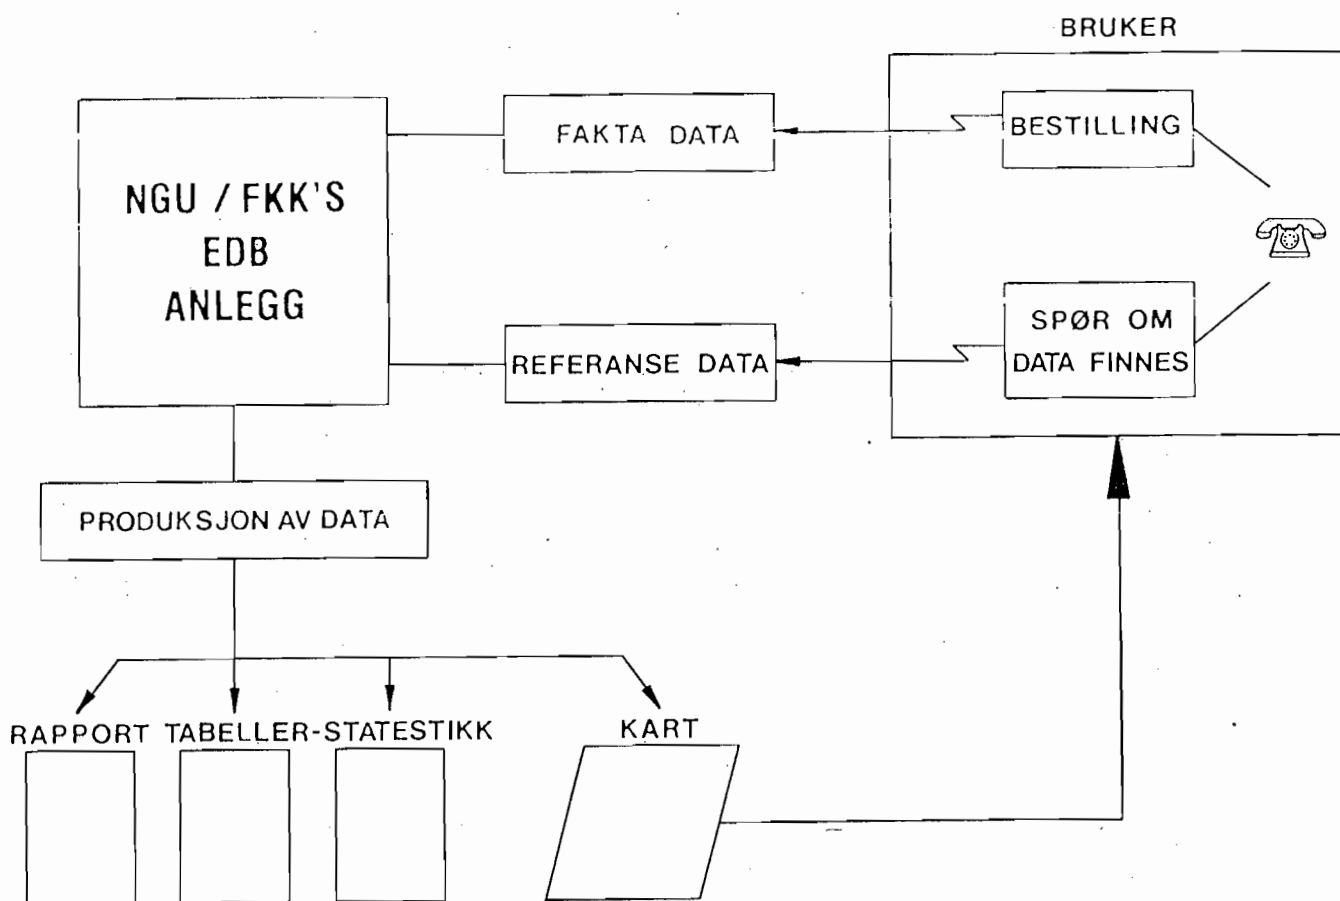 BRUKER
NGU / FKK'S
EDB
ANLEGG
FAKTA DATA
BESTILLING
REFERANSE DATA
SPØR OM
DATA FINNES
PRODUKSJON AV DATA
RAPPORT TABELLER-STATESTIKK KART